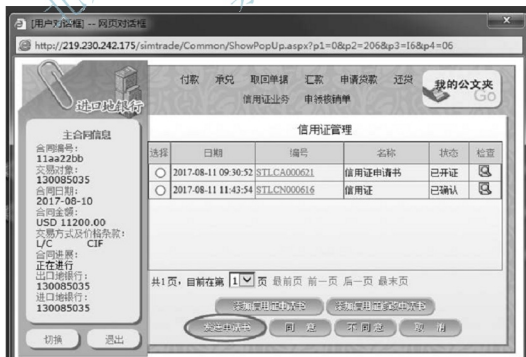 [用户对话框] -- 网页对话框
http://219.230.242.175/simtrade/Common/ShowPopUp.aspx?p1=0&p2=206&p3=I6&p4=06
进口地银行
付款 承兑 取回单据 汇款 申请贷款 还贷
信用证业务 申领核销单
我的公文夹
Go
主合同信息
合同编号:
11aa22bb
交易对象:
130085035
合同日期:
2017-08-10
合同金额:
USD 11200.00
交易方式及价格条款:
L/C CIF
合同进展:
正在进行
出口地银行:
130085035
进口地银行:
130085035
切换 退出
信用证管理
选择 日期 编号 名称 状态 检查
2017-08-11 09:30:52 STLCA000621 信用证申请书 已开证
2017-08-11 11:43:54 STLCN000616 信用证 已确认
共1页,目前在第 1 页 最前页 前一页 后一页 最末页
添加信用证申请书 添加信用证修改申请书
发送申请书 同意 不同意 取消